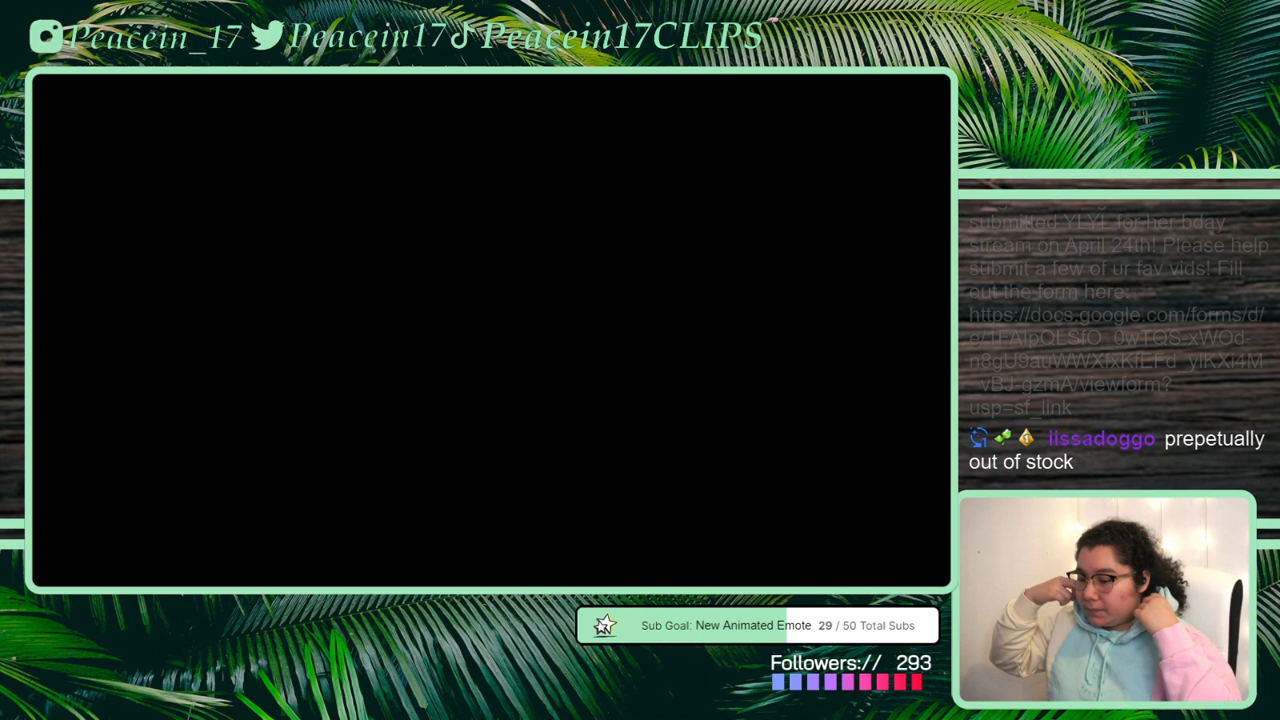 Peacein_17 Peacein17 Peacein17CLIPS
submitted YLYL for her bday
stream on April 24th! Please help
submit a few of ur fav vids! Fill
out the form here:
https://docs.google.com/forms/d/
usp=sf_link
lissadoggo prepetually
out of stock
Sub Goal: New Animated Emote 29 / 50 Total Subs
Followers:// 293